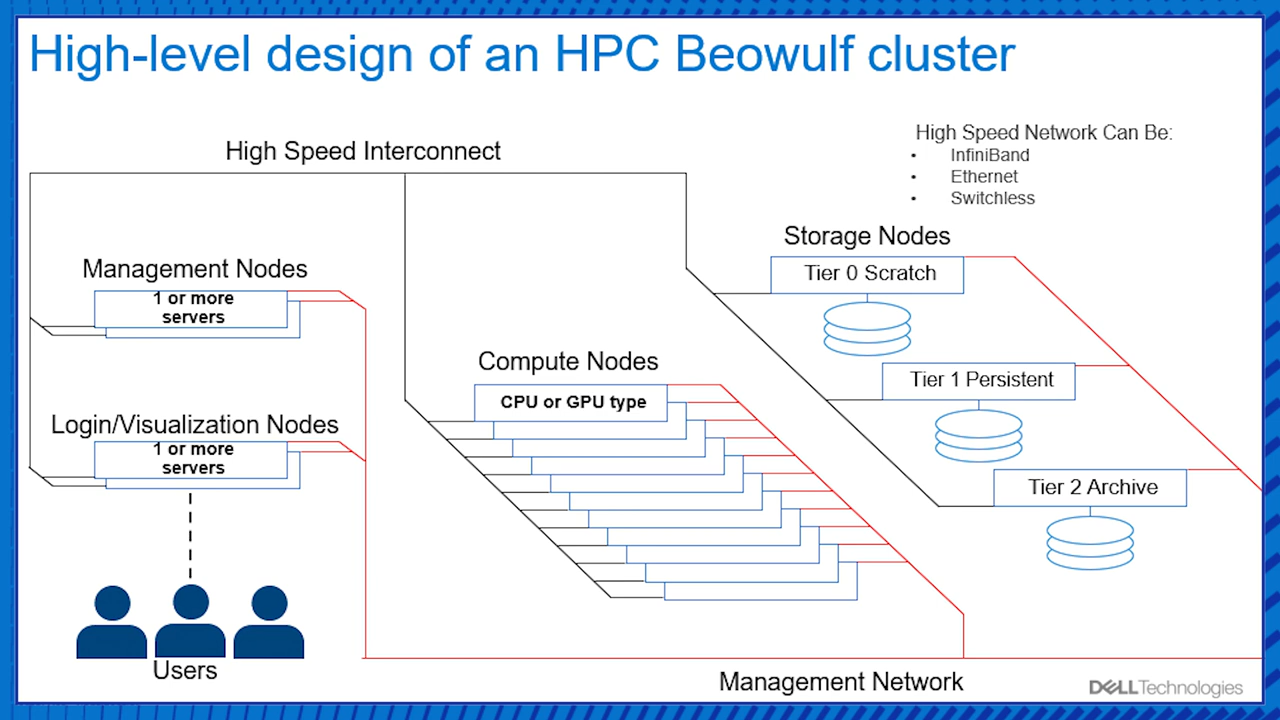 High-level design of an HPC Beowulf cluster
High Speed Interconnect
High Speed Network Can Be:
• InfiniBand
• Ethernet
• Switchless
Storage Nodes
Tier 0 Scratch
Management Nodes
1 or more
servers
Compute Nodes
CPU or GPU type
Tier 1 Persistent
Login/Visualization Nodes
1 or more
servers
Tier 2 Archive
Users
Management Network
DELLTechnologies